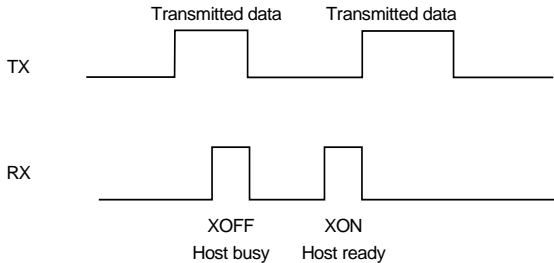 Transmitted data Transmitted data
TX
RX
XOFF XON
Host busy Host ready